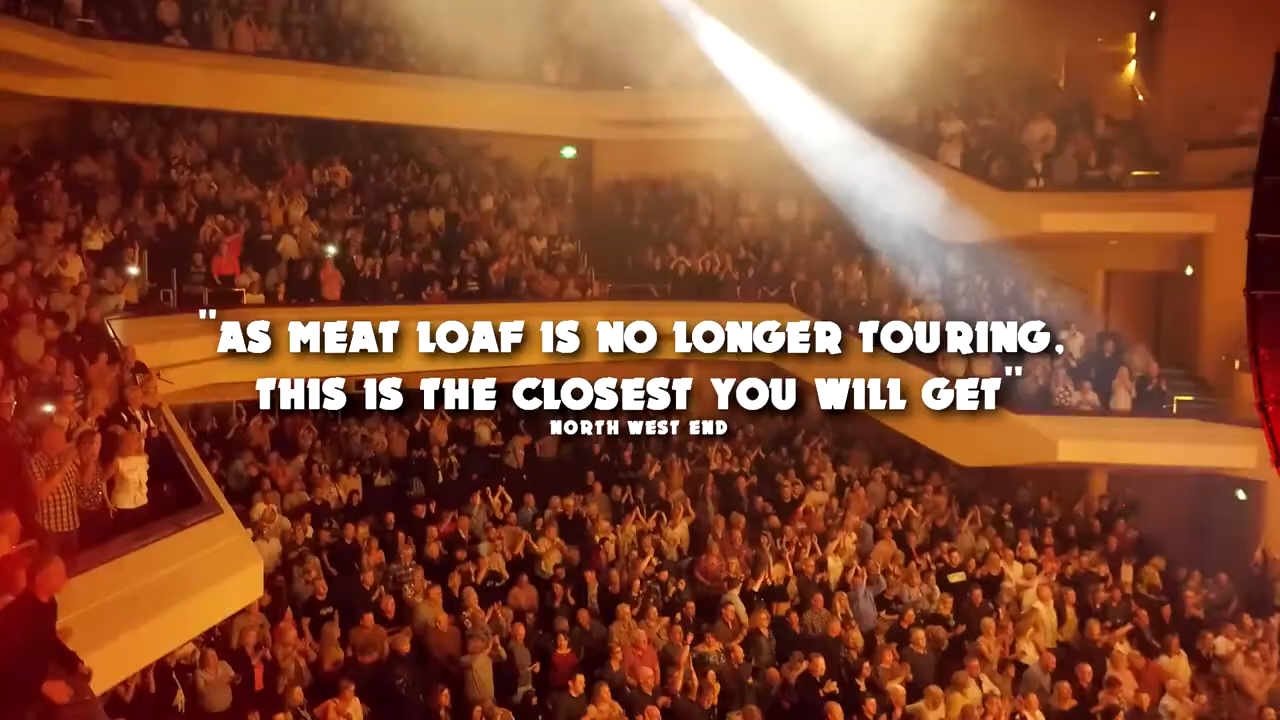 "AS MEAT LOAF IS NO LONGER TOURING,
THIS IS THE CLOSEST YOU WILL GET"
NORTH WEST END